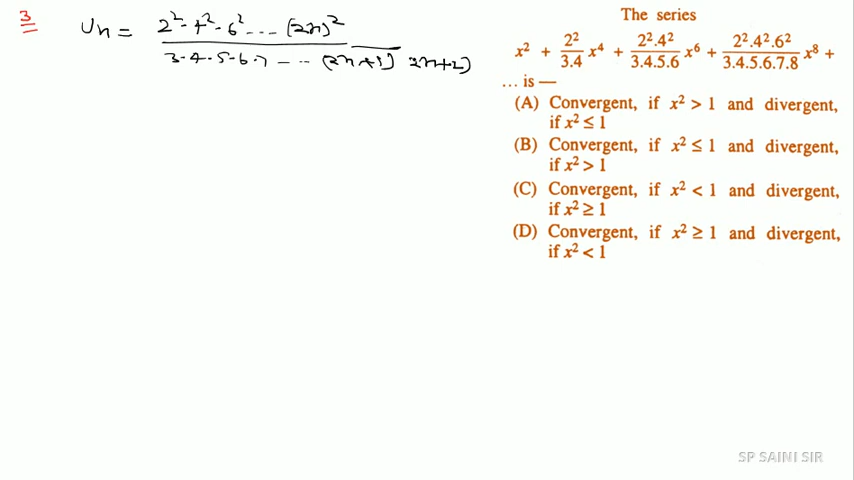 3
Un = 2². 4². 6² .... (2n)² / 3.4.5.6.7 ---- (2n+1) 2n+2)
The series
x² + 2²/3.4 x⁴ + 2².4²/3.4.5.6 x⁶ + 2².4².6²/3.4.5.6.7.8 x⁸ +
... is —
(A) Convergent, if x² > 1 and divergent,
if x² ≤ 1
(B) Convergent, if x² ≤ 1 and divergent,
if x² > 1
(C) Convergent, if x² < 1 and divergent,
if x² ≥ 1
(D) Convergent, if x² ≥ 1 and divergent,
if x² < 1
SP SAINI SIR